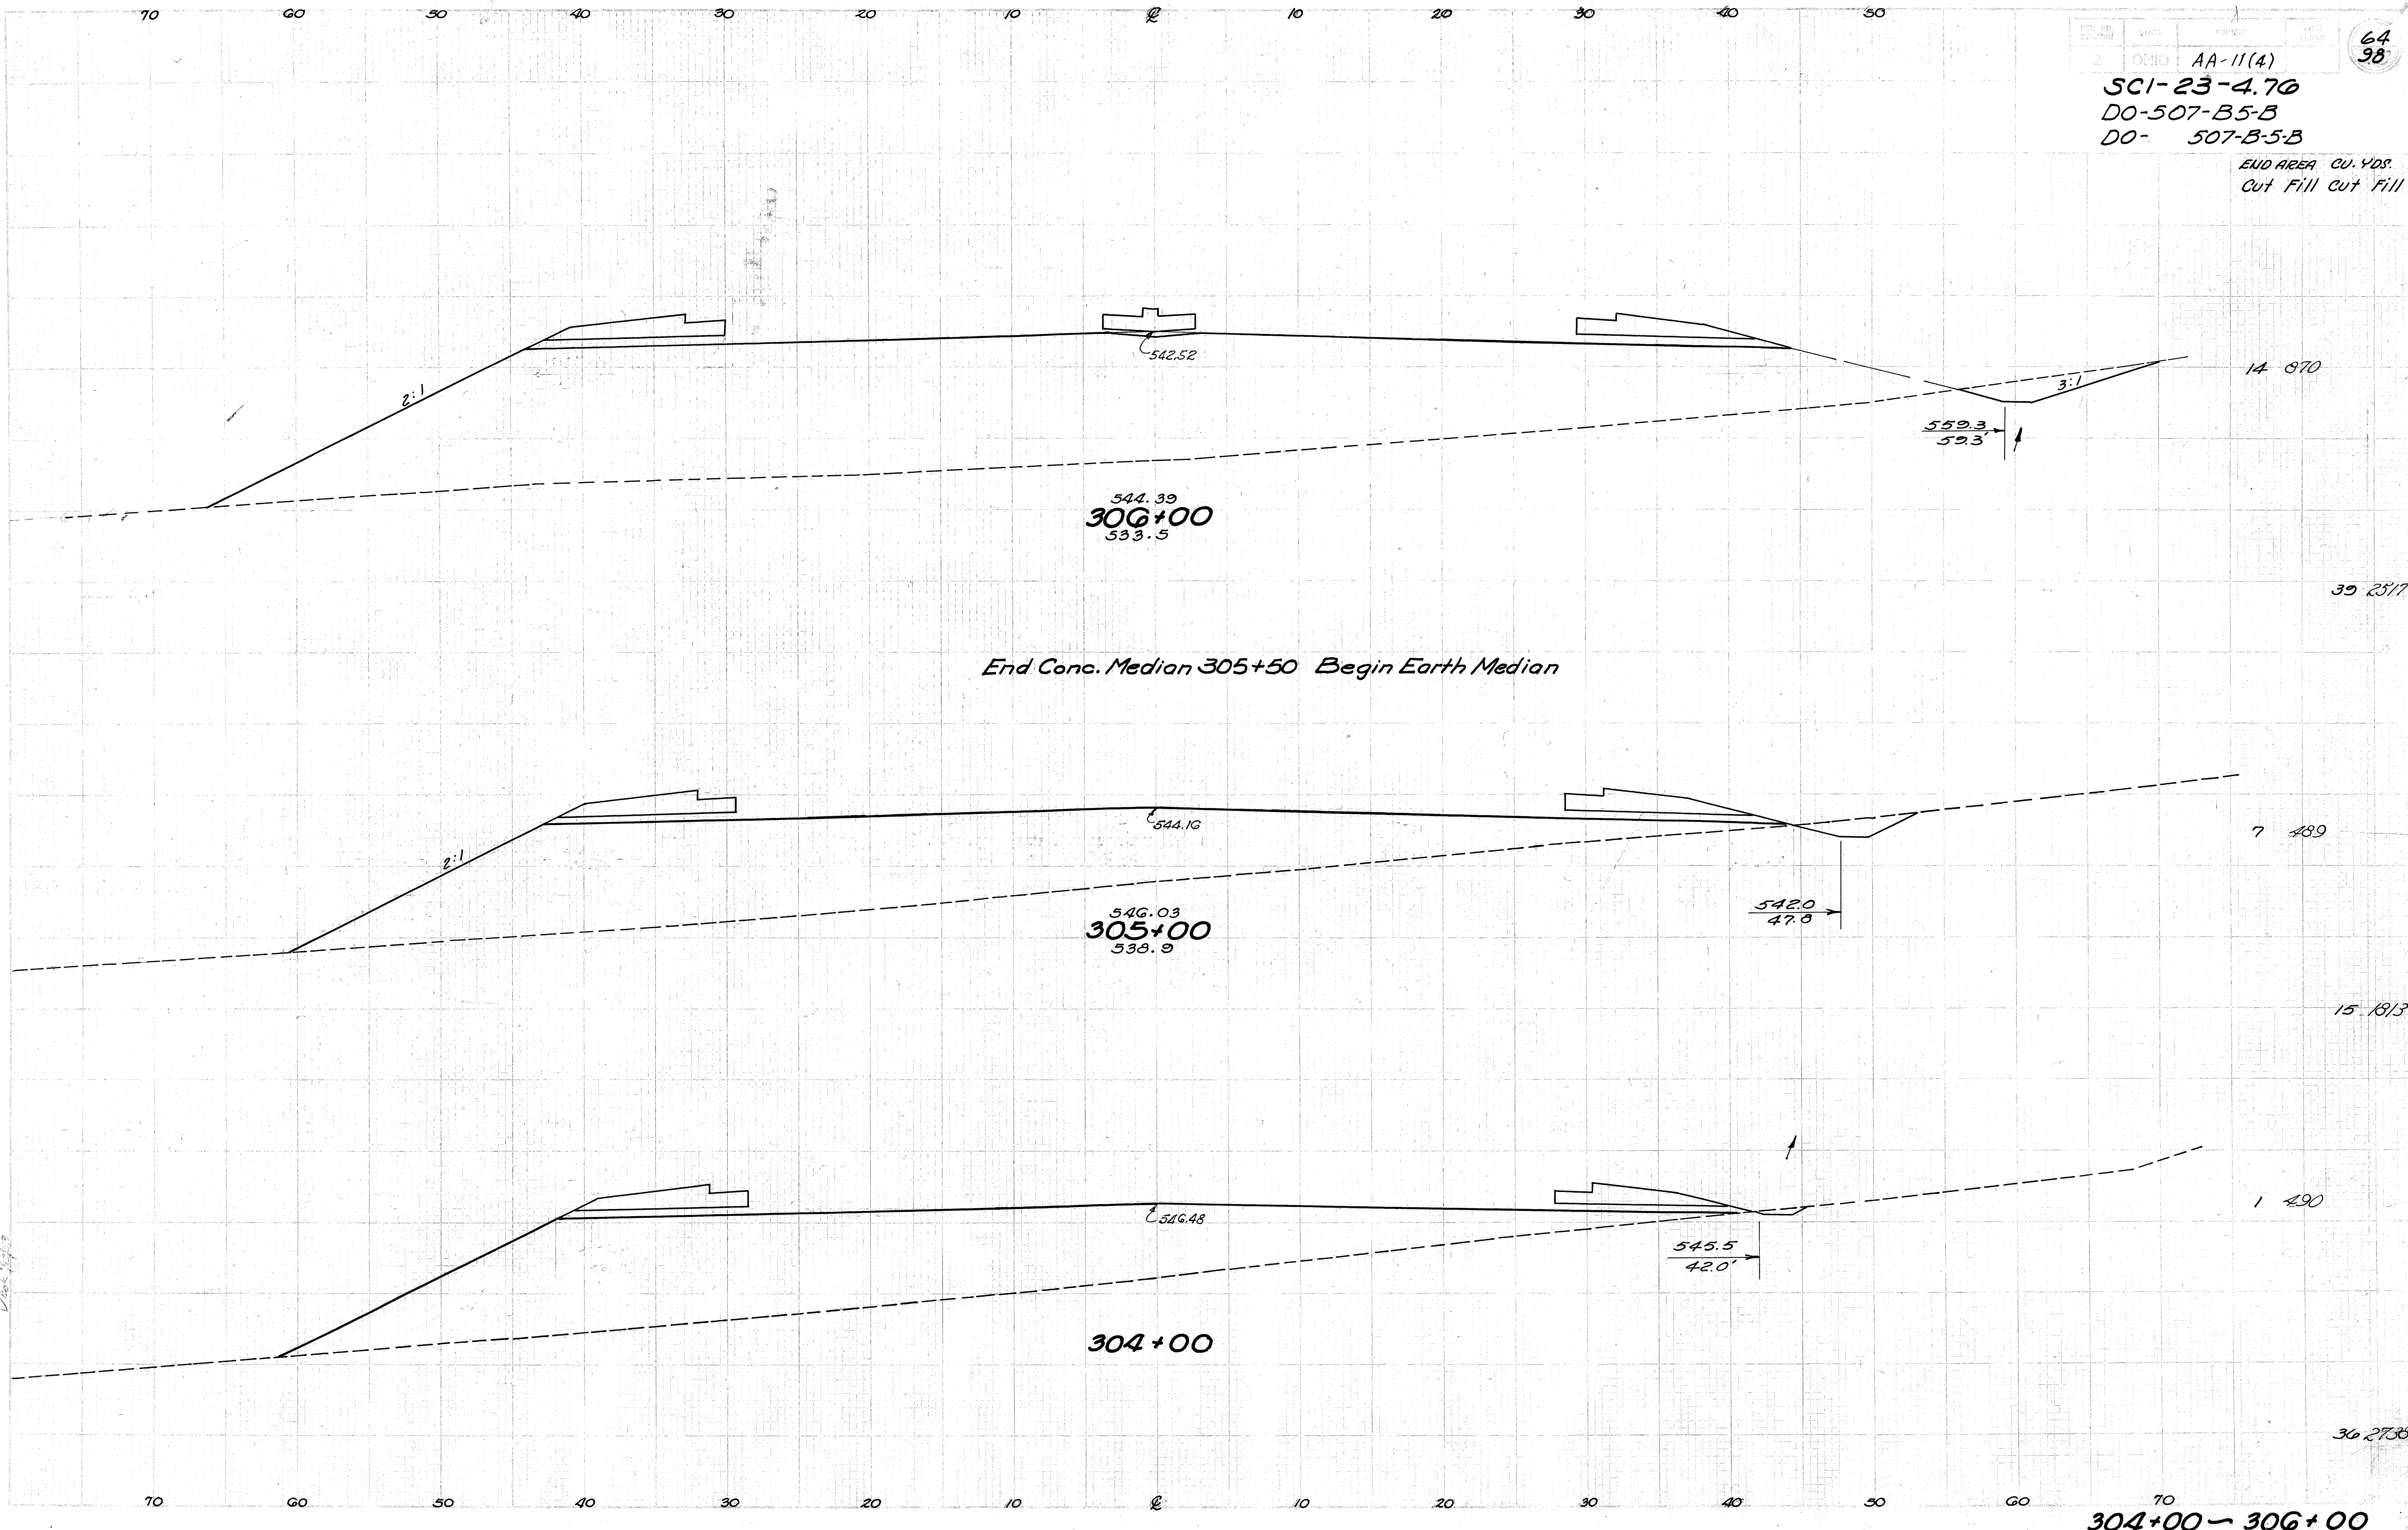 70 60 50 40 30 20 10 ℄ 10 20 30 40 50
64
98
OHIO
AA-11(4)
SCI-23-4.76
DO-507-B5-B
DO- 507-B-5-B
END AREA CU. YDS.
Cut Fill Cut Fill
542.52
2:1
3:1
14 870
559.3
59.3'
544.39
306+00
533.5
39 2517
End Conc. Median 305+50 Begin Earth Median
544.16
2:1
7 489
542.0
47.8
546.03
305+00
538.9
15 1813
546.48
1 490
545.5
42.0'
304+00
36 2738
70 60 50 40 30 20 10 ℄ 10 20 30 40 50 60 70
304+00 — 306+00